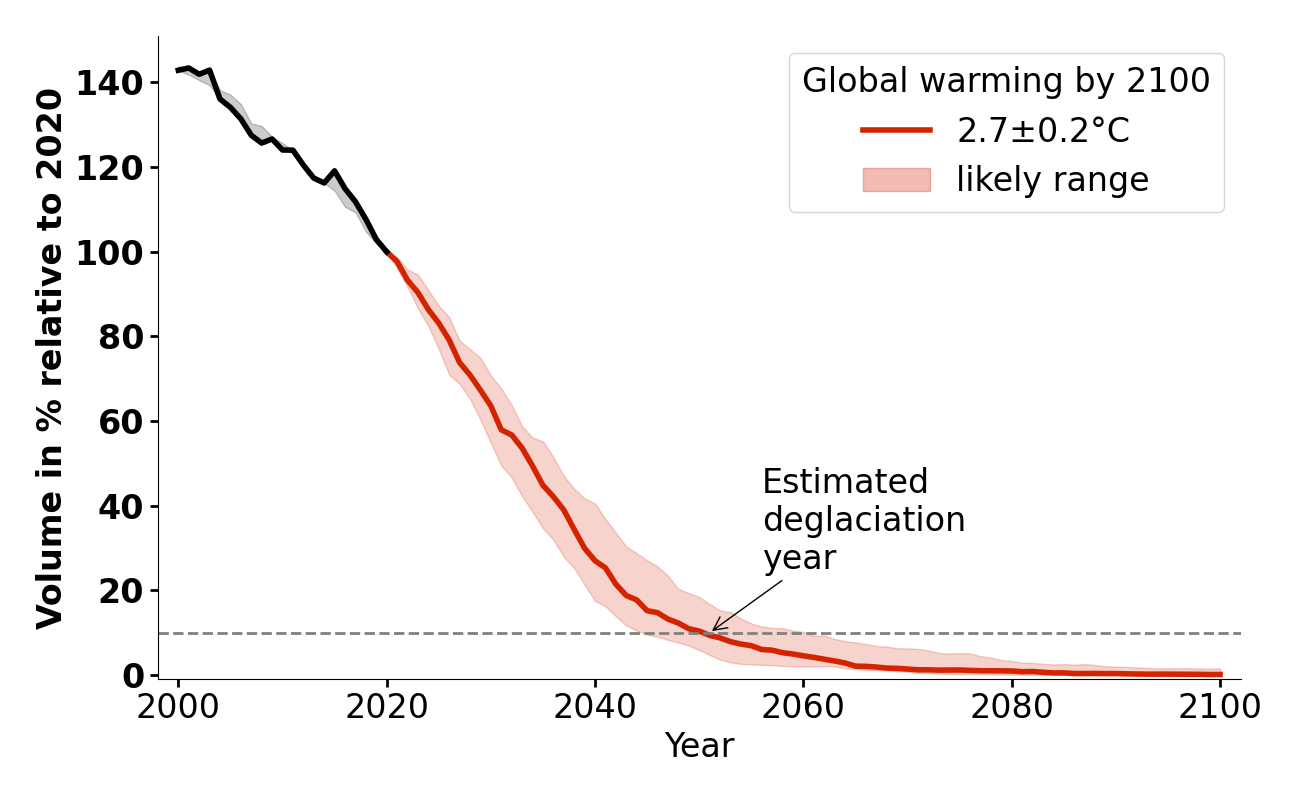 Volume in % relative to 2020
140
120
100
80
60
40
20
0
Global warming by 2100
2.7±0.2°C
likely range
Estimated
deglaciation
year
2000
2020
2040
2060
2080
2100
Year